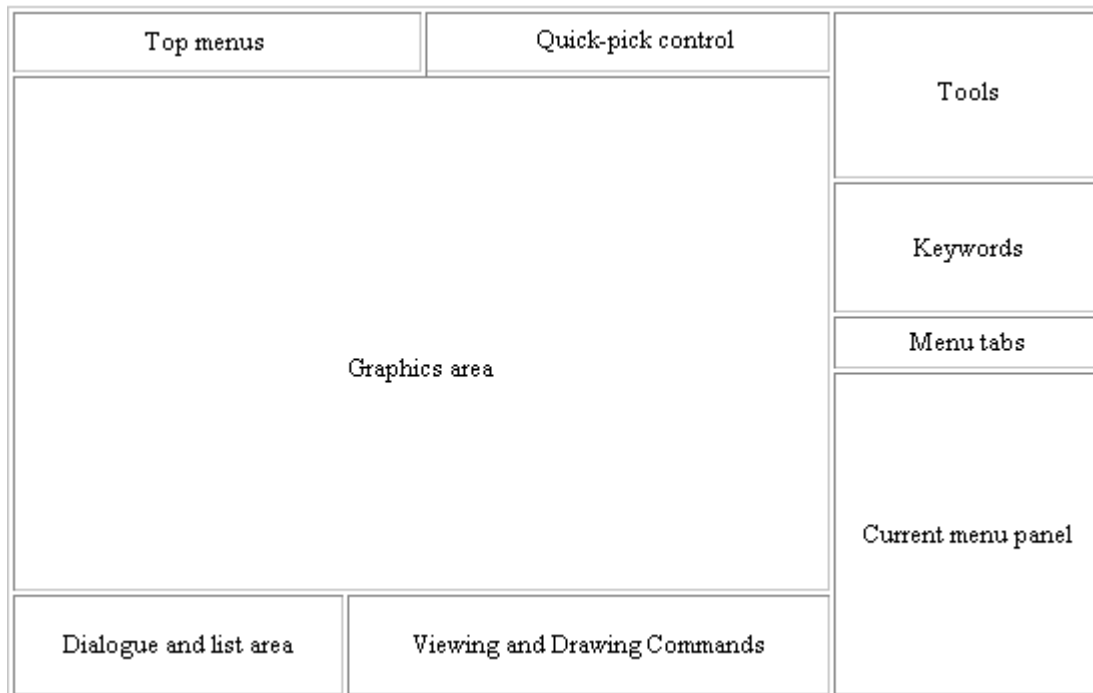 Top menus
Quick-pick control
Tools
Keywords
Menu tabs
Graphics area
Current menu panel
Dialogue and list area
Viewing and Drawing Commands